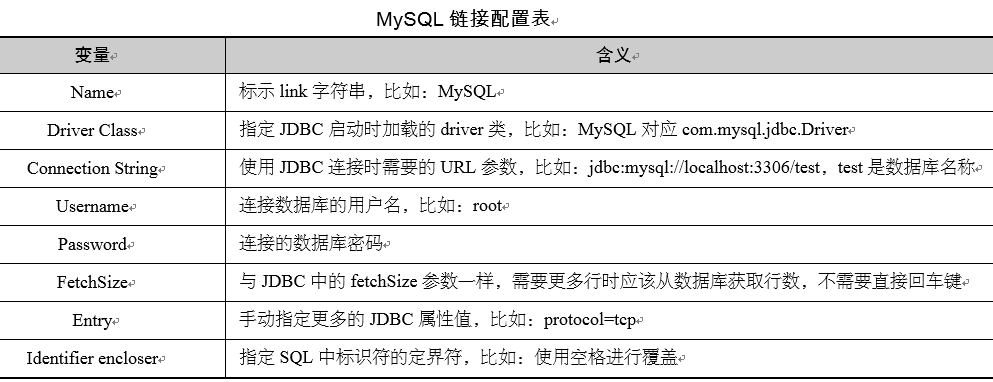 MySQL 链接配置表
变量 含义
Name 标示 link 字符串，比如：MySQL
Driver Class 指定 JDBC 启动时加载的 driver 类，比如：MySQL 对应 com.mysql.jdbc.Driver
Connection String 使用 JDBC 连接时需要的 URL 参数，比如：jdbc:mysql://localhost:3306/test，test 是数据库名称
Username 连接数据库的用户名，比如：root
Password 连接的数据库密码
FetchSize 与 JDBC 中的 fetchSize 参数一样，需要更多行时应该从数据库获取行数，不需要直接回车键
Entry 手动指定更多的 JDBC 属性值，比如：protocol=tcp
Identifier encloser 指定 SQL 中标识符的定界符，比如：使用空格进行覆盖